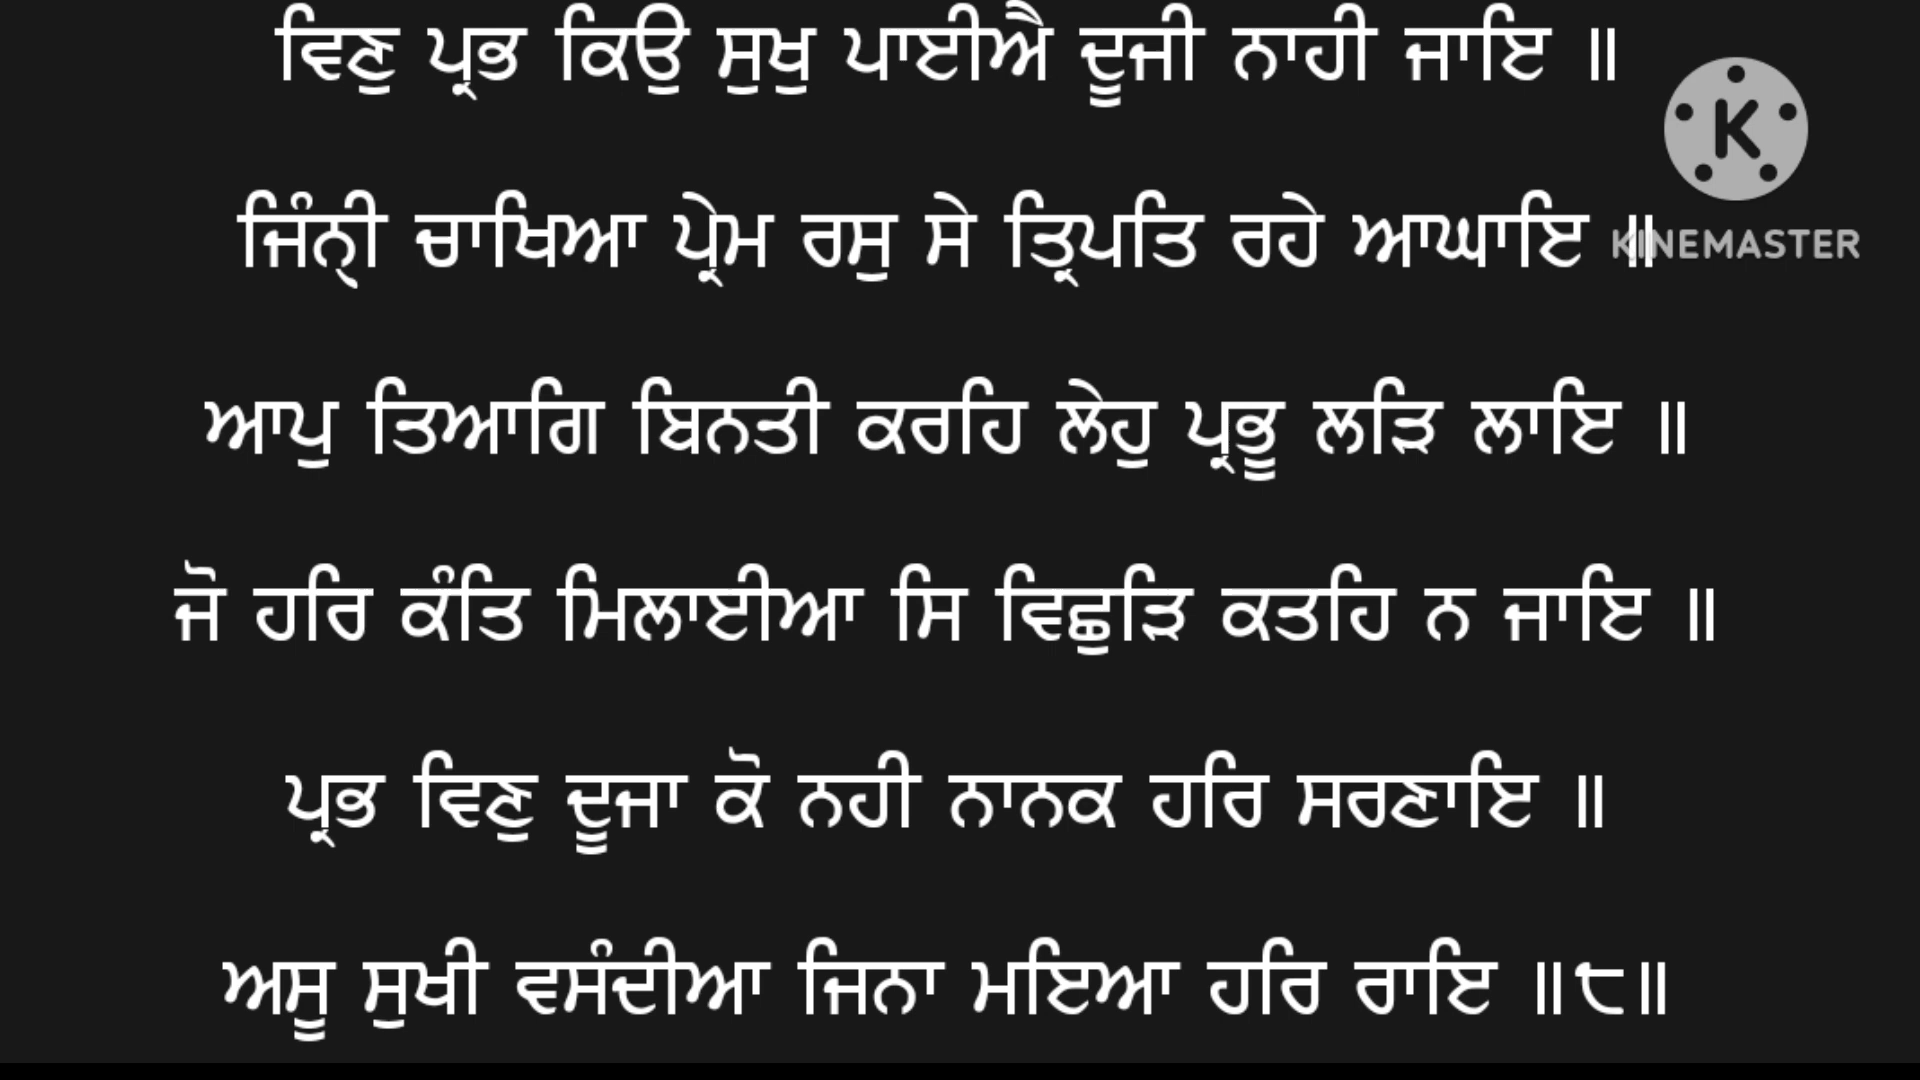 ਵਿਣੁ ਪ੍ਰਭ ਕਿਉ ਸੁਖੁ ਪਾਈਐ ਦੂਜੀ ਨਾਹੀ ਜਾਇ ॥
ਜਿੰਨ੍ਹੀ ਚਾਖਿਆ ਪ੍ਰੇਮ ਰਸੁ ਸੇ ਤ੍ਰਿਪਤਿ ਰਹੇ ਆਘਾਇ ॥
KINEMASTER
ਆਪੁ ਤਿਆਗਿ ਬਿਨਤੀ ਕਰਹਿ ਲੇਹੁ ਪ੍ਰਭੂ ਲੜਿ ਲਾਇ ॥
ਜੋ ਹਰਿ ਕੰਤਿ ਮਿਲਾਈਆ ਸਿ ਵਿਛੁੜਿ ਕਤਹਿ ਨ ਜਾਇ ॥
ਪ੍ਰਭ ਵਿਣੁ ਦੂਜਾ ਕੋ ਨਹੀ ਨਾਨਕ ਹਰਿ ਸਰਣਾਇ ॥
ਅਸੂ ਸੁਖੀ ਵਸੰਦੀਆ ਜਿਨਾ ਮਇਆ ਹਰਿ ਰਾਇ ॥੮॥